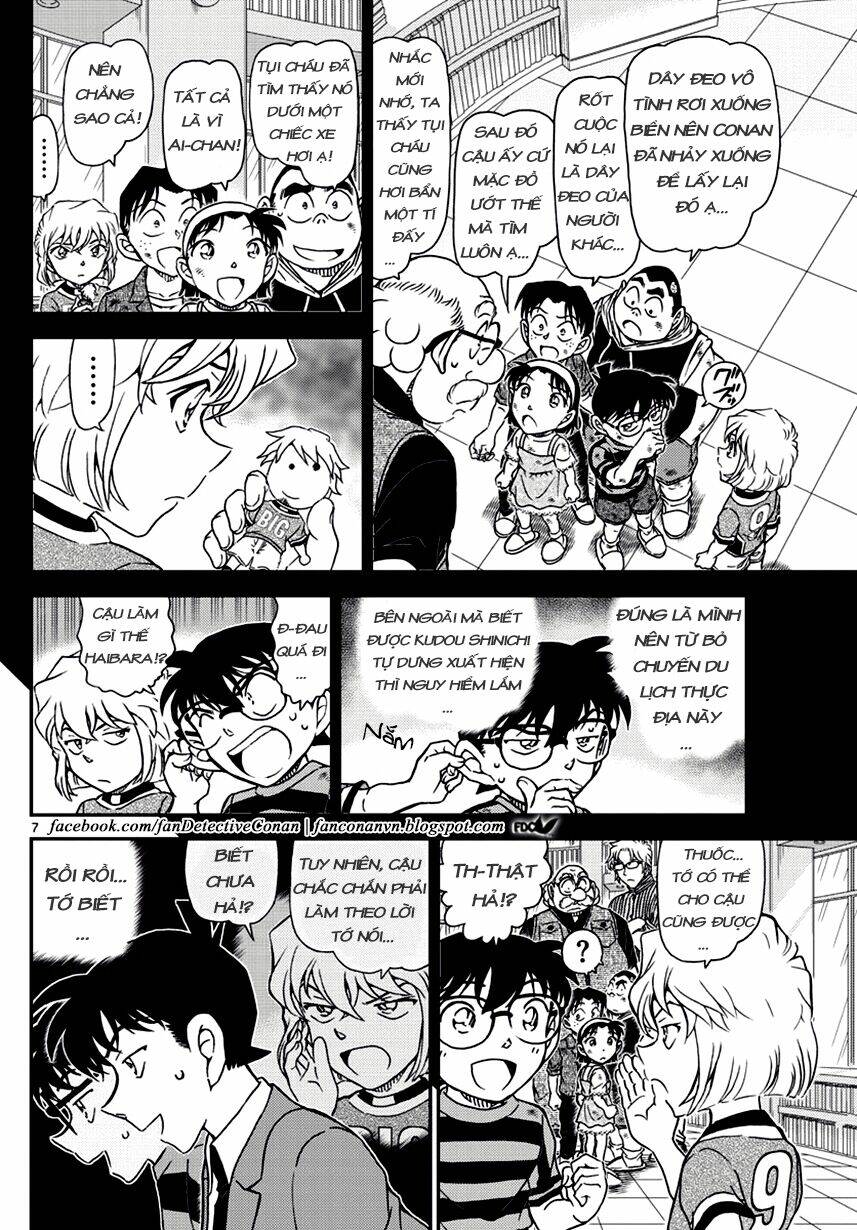 DÂY ĐEO VÔ
TÌNH RƠI XUỐNG
BIỂN NÊN CONAN
ĐÃ NHẢY XUỐNG
ĐỂ LẤY LẠI
ĐÓ Ạ...
RỐT
CUỘC
NÓ LẠI
LÀ DÂY
ĐEO CỦA
NGƯỜI
KHÁC...
SAU ĐÓ
CẬU ẤY CỨ
MẶC ĐỒ
ƯỚT THẾ
MÀ TÌM
LUÔN Ạ...
NHẮC
MỚI
NHỚ, TA
THẤY TỤI
CHÁU
CŨNG
HƠI BẨN
MỘT TÍ
ĐẤY
...
TỤI CHÁU ĐÃ
TÌM THẤY NÓ
DƯỚI MỘT
CHIẾC XE
HƠI Ạ!
TẤT CẢ
LÀ VÌ
AI-CHAN!
NÊN
CHẲNG
SAO CẢ!
......
......
BIG
ĐÚNG LÀ MÌNH
NÊN TỪ BỎ
CHUYẾN DU
LỊCH THỰC
ĐỊA NÀY
...
BÊN NGOÀI MÀ BIẾT
ĐƯỢC KUDOU SHINICHI
TỰ DƯNG XUẤT HIỆN
THÌ NGUY HIỂM LẮM
...
NẮM
Đ-ĐAU
QUÁ ĐI
...
CẬU LÀM
GÌ THẾ
HAIBARA!?
7 facebook.com/fanDetectiveConan | fanconanvn.blogspot.com FDC
THUỐC...
TỚ CÓ THỂ
CHO CẬU
CŨNG ĐƯỢC
...
TH-THẬT
HẢ!?
?
9
TUY NHIÊN, CẬU
CHẮC CHẮN PHẢI
LÀM THEO LỜI
TỚ NÓI...
BIẾT
CHƯA
HẢ!?
BIG
RỒI RỒI...
TỚ BIẾT
...